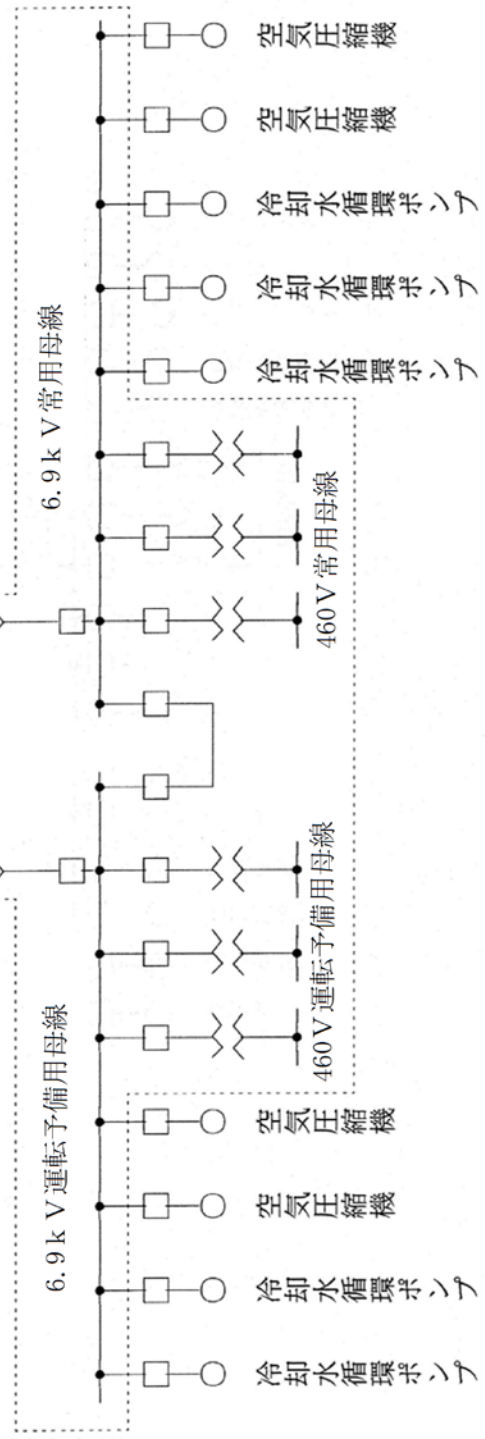 6.9kV運転予備用母線
6.9kV常用母線
460V運転予備用母線
460V常用母線
冷却水循環ポンプ
冷却水循環ポンプ
空気圧縮機
空気圧縮機
冷却水循環ポンプ
冷却水循環ポンプ
冷却水循環ポンプ
空気圧縮機
空気圧縮機